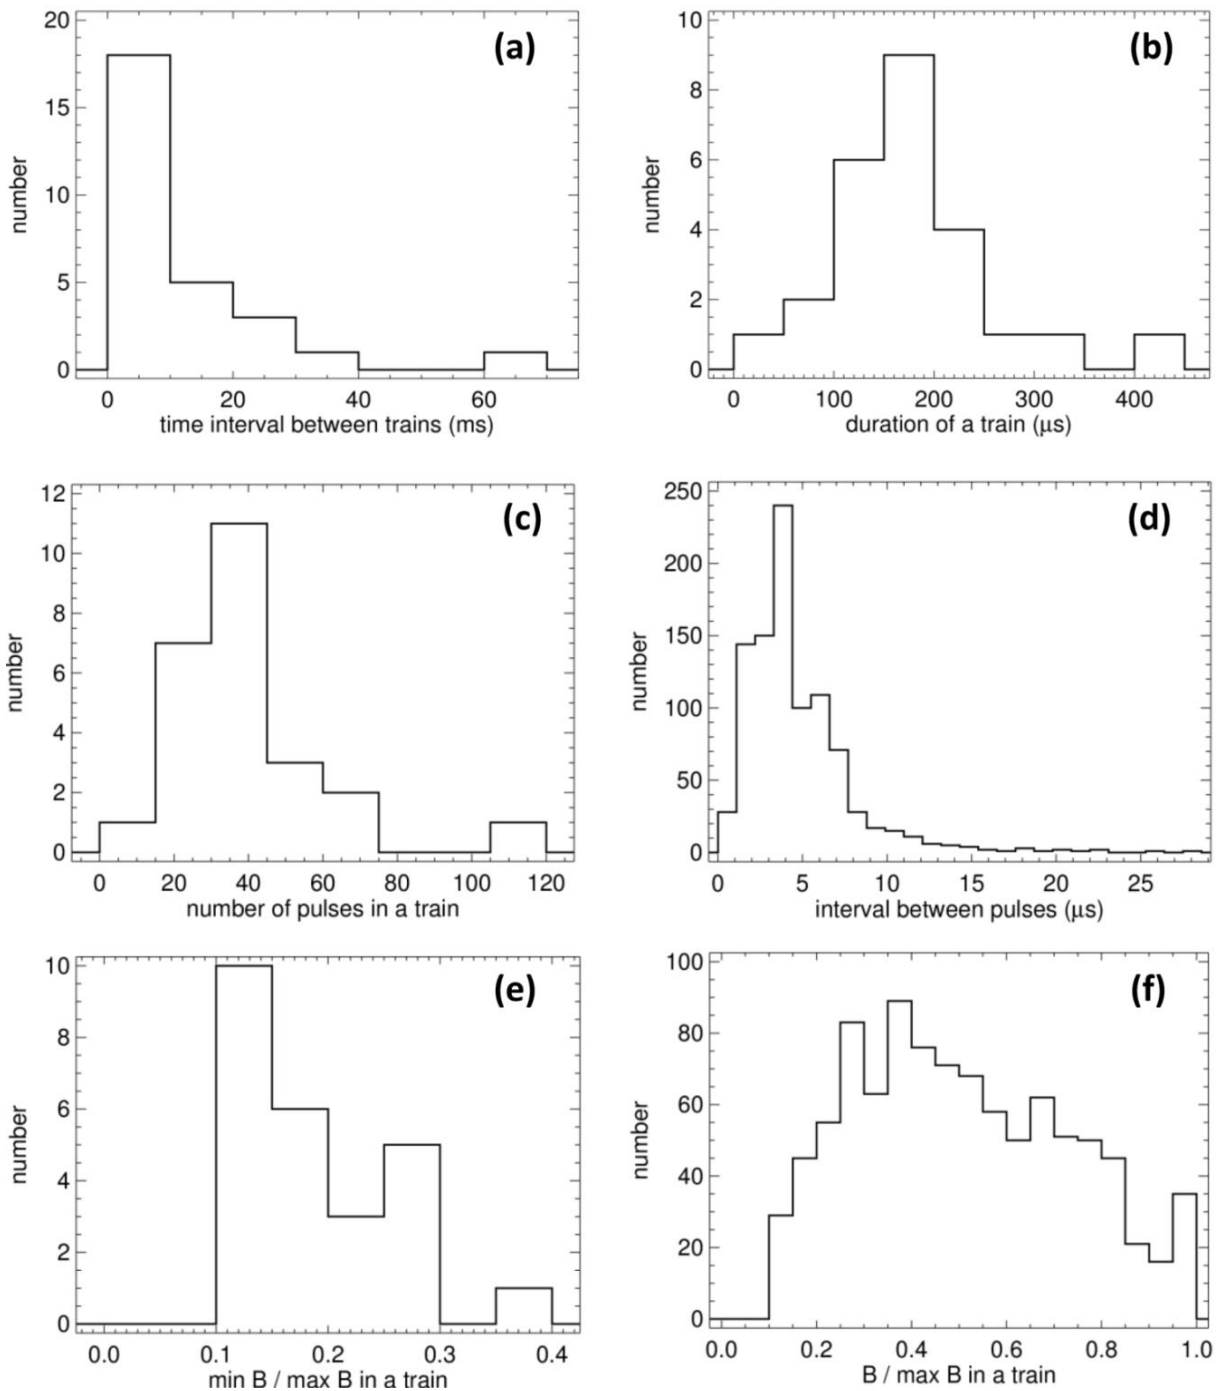 20
15
10
5
0
number
(a)
0 20 40 60
time interval between trains (ms)
10
8
6
4
2
0
number
(b)
0 100 200 300 400
duration of a train (μs)
12
10
8
6
4
2
0
number
(c)
0 20 40 60 80 100 120
number of pulses in a train
250
200
150
100
50
0
number
(d)
0 5 10 15 20 25
interval between pulses (μs)
10
8
6
4
2
0
number
(e)
0.0 0.1 0.2 0.3 0.4
min B / max B in a train
100
80
60
40
20
0
number
(f)
0.0 0.2 0.4 0.6 0.8 1.0
B / max B in a train